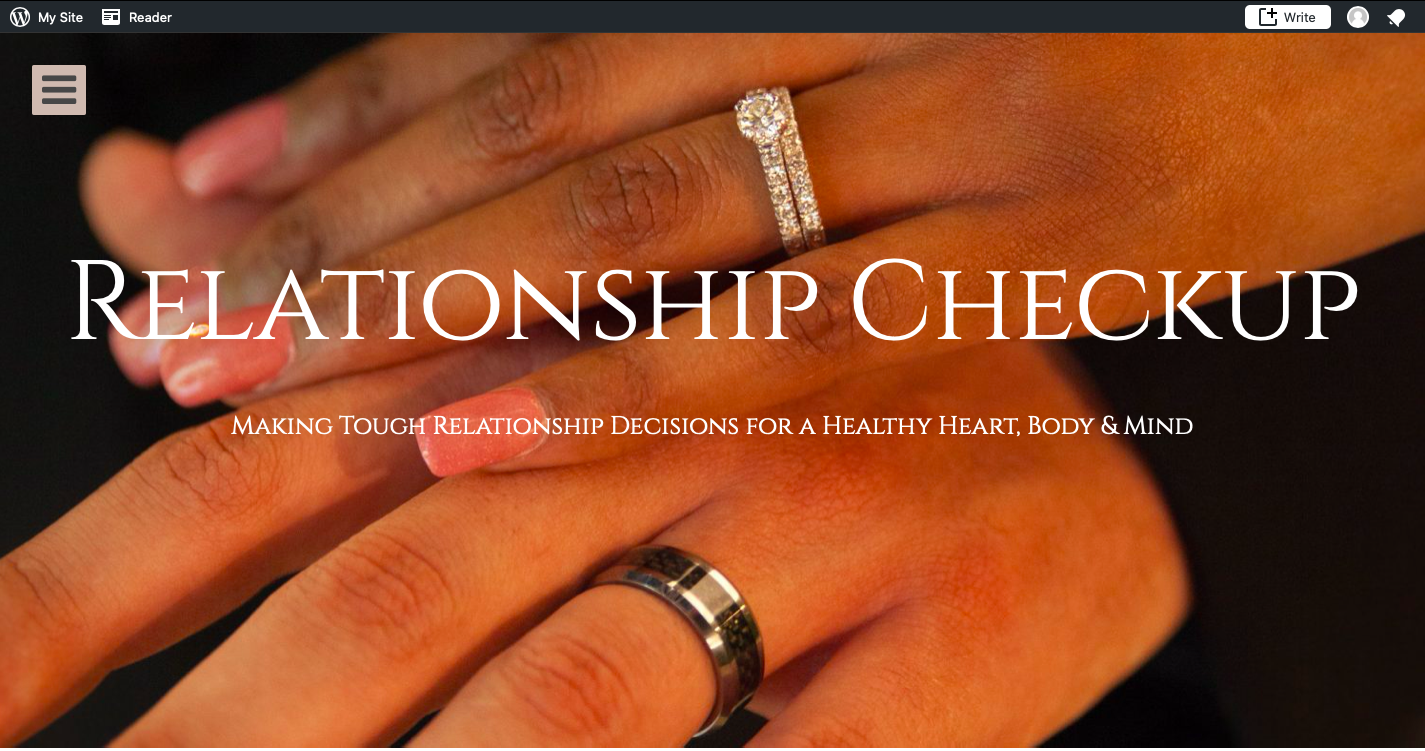 My Site Reader Write
Relationship Checkup
Making Tough Relationship Decisions for a Healthy Heart, Body & Mind